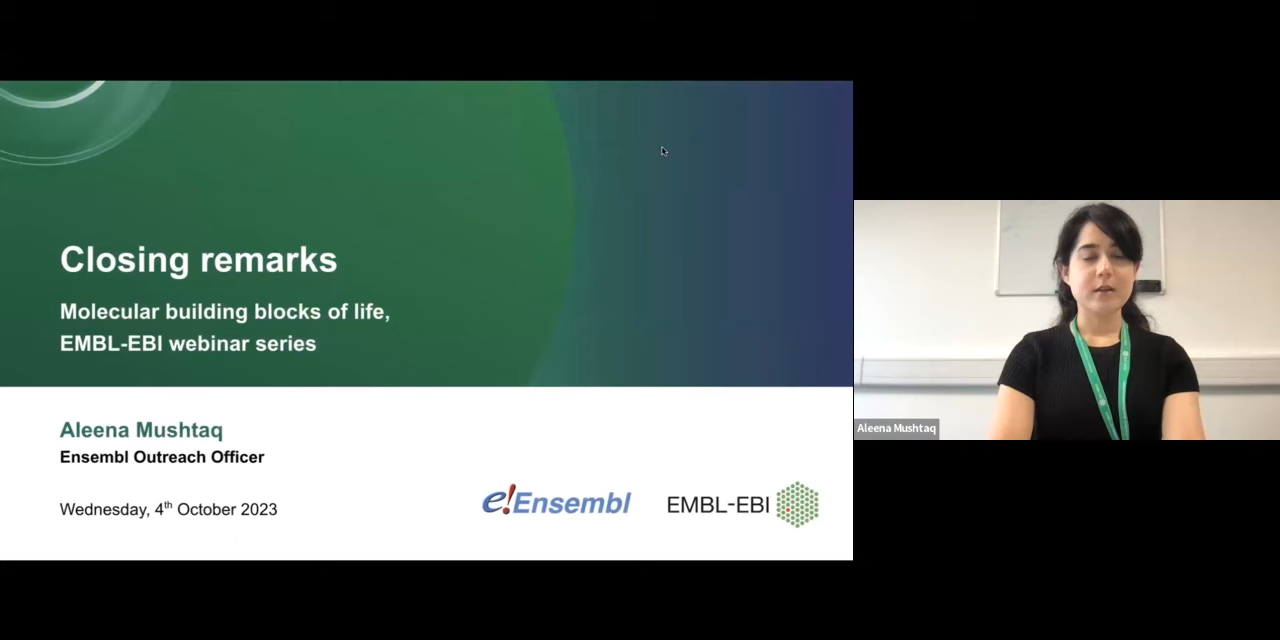 Closing remarks
Molecular building blocks of life,
EMBL-EBI webinar series
Aleena Mushtaq
Ensembl Outreach Officer
Wednesday, 4th October 2023
e!Ensembl
EMBL-EBI
Aleena Mushtaq